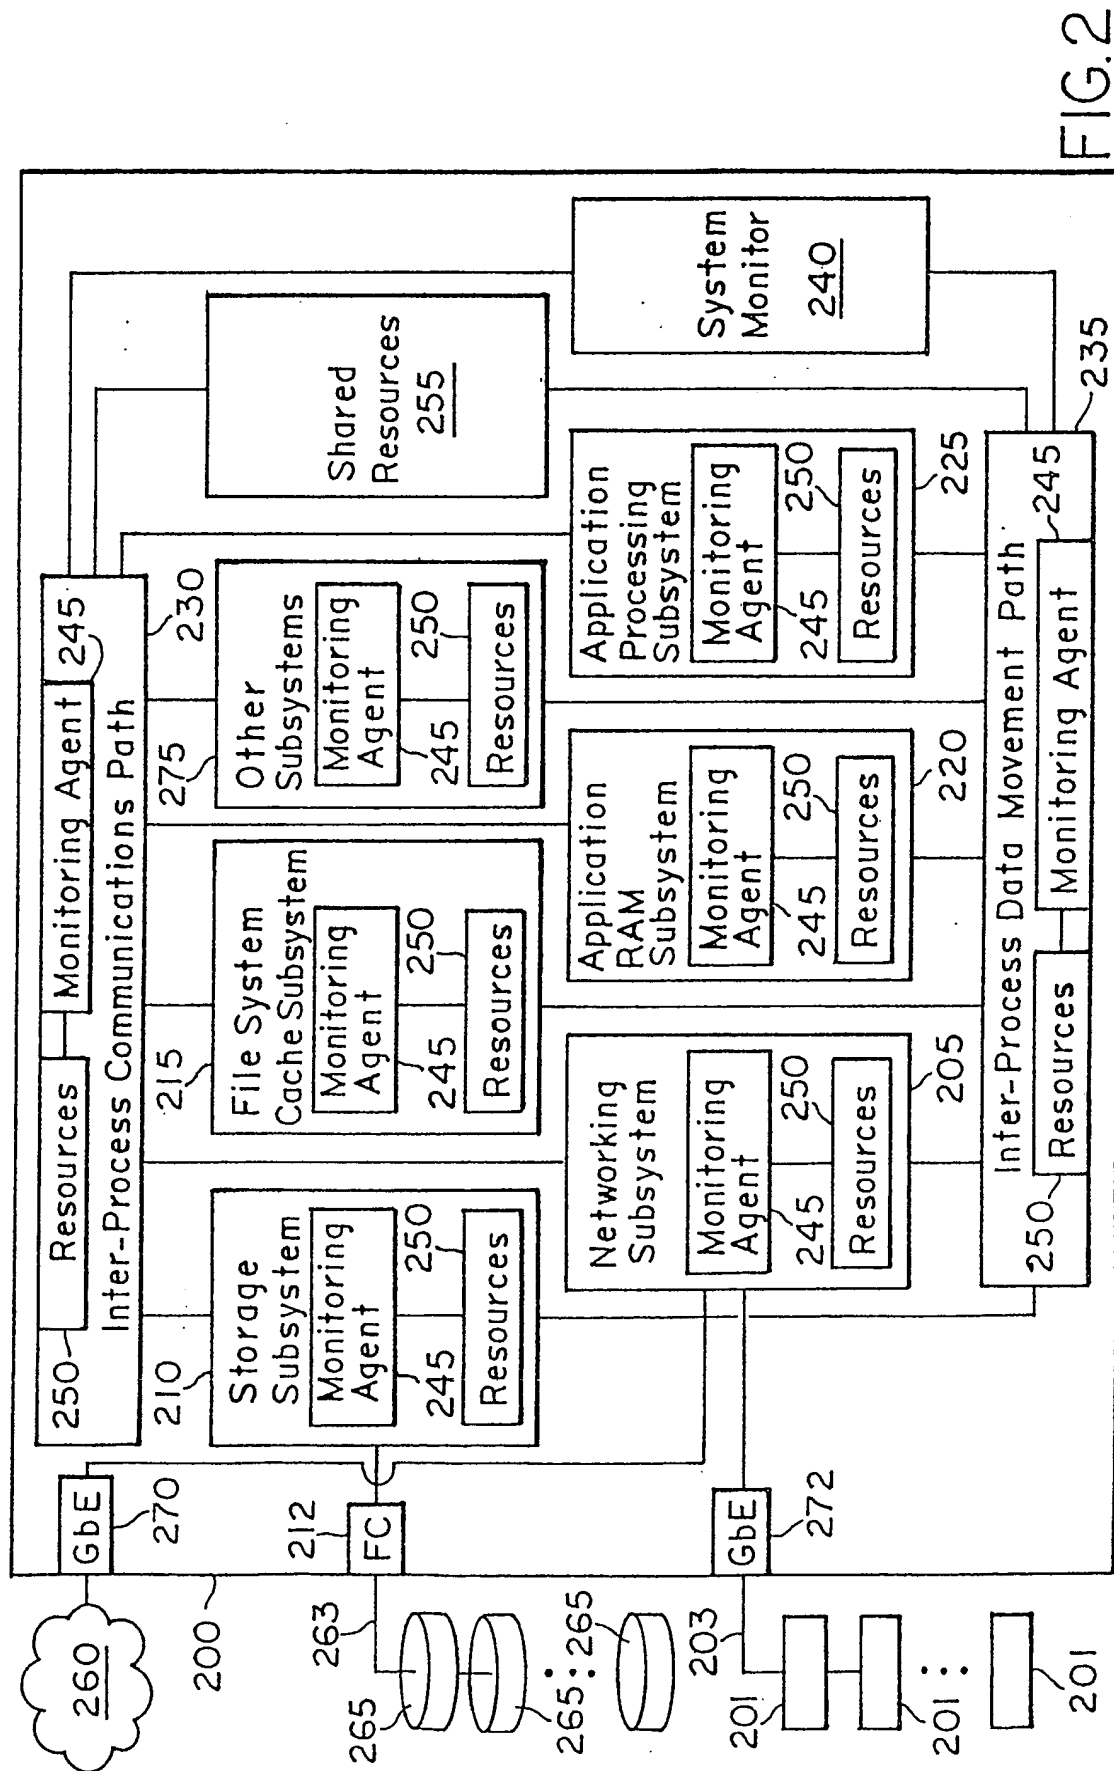 250
Resources
Monitoring Agent
245
Inter-Process Communications Path
230
GbE
270
260
200
210
Storage
Subsystem
Monitoring
Agent
245
250
Resources
215
File System
Cache Subsystem
Monitoring
Agent
245
250
Resources
275
Other
Subsystems
Monitoring
Agent
245
250
Resources
Shared
Resources
255
212
FC
263
265
265
265
Networking
Subsystem
Monitoring
Agent
245
250
Resources
205
Application
RAM
Subsystem
Monitoring
Agent
245
250
Resources
220
Application
Processing
Subsystem
Monitoring
Agent
245
250
Resources
225
System
Monitor
240
GbE
272
203
201
201
201
Inter-Process Data Movement Path
235
250
Resources
Monitoring Agent
245
FIG.2